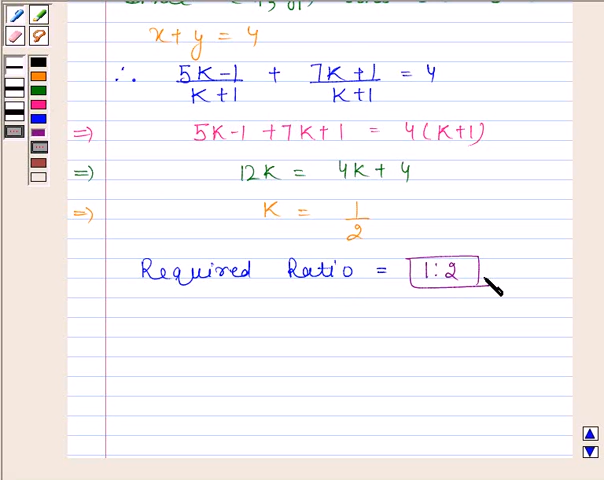 x + y = 4
∴ (5K-1)/(K+1) + (7K+1)/(K+1) = 4
⇒ 5K-1 + 7K+1 = 4(K+1)
⇒ 12K = 4K + 4
⇒ K = 1/2
Required Ratio = 1:2